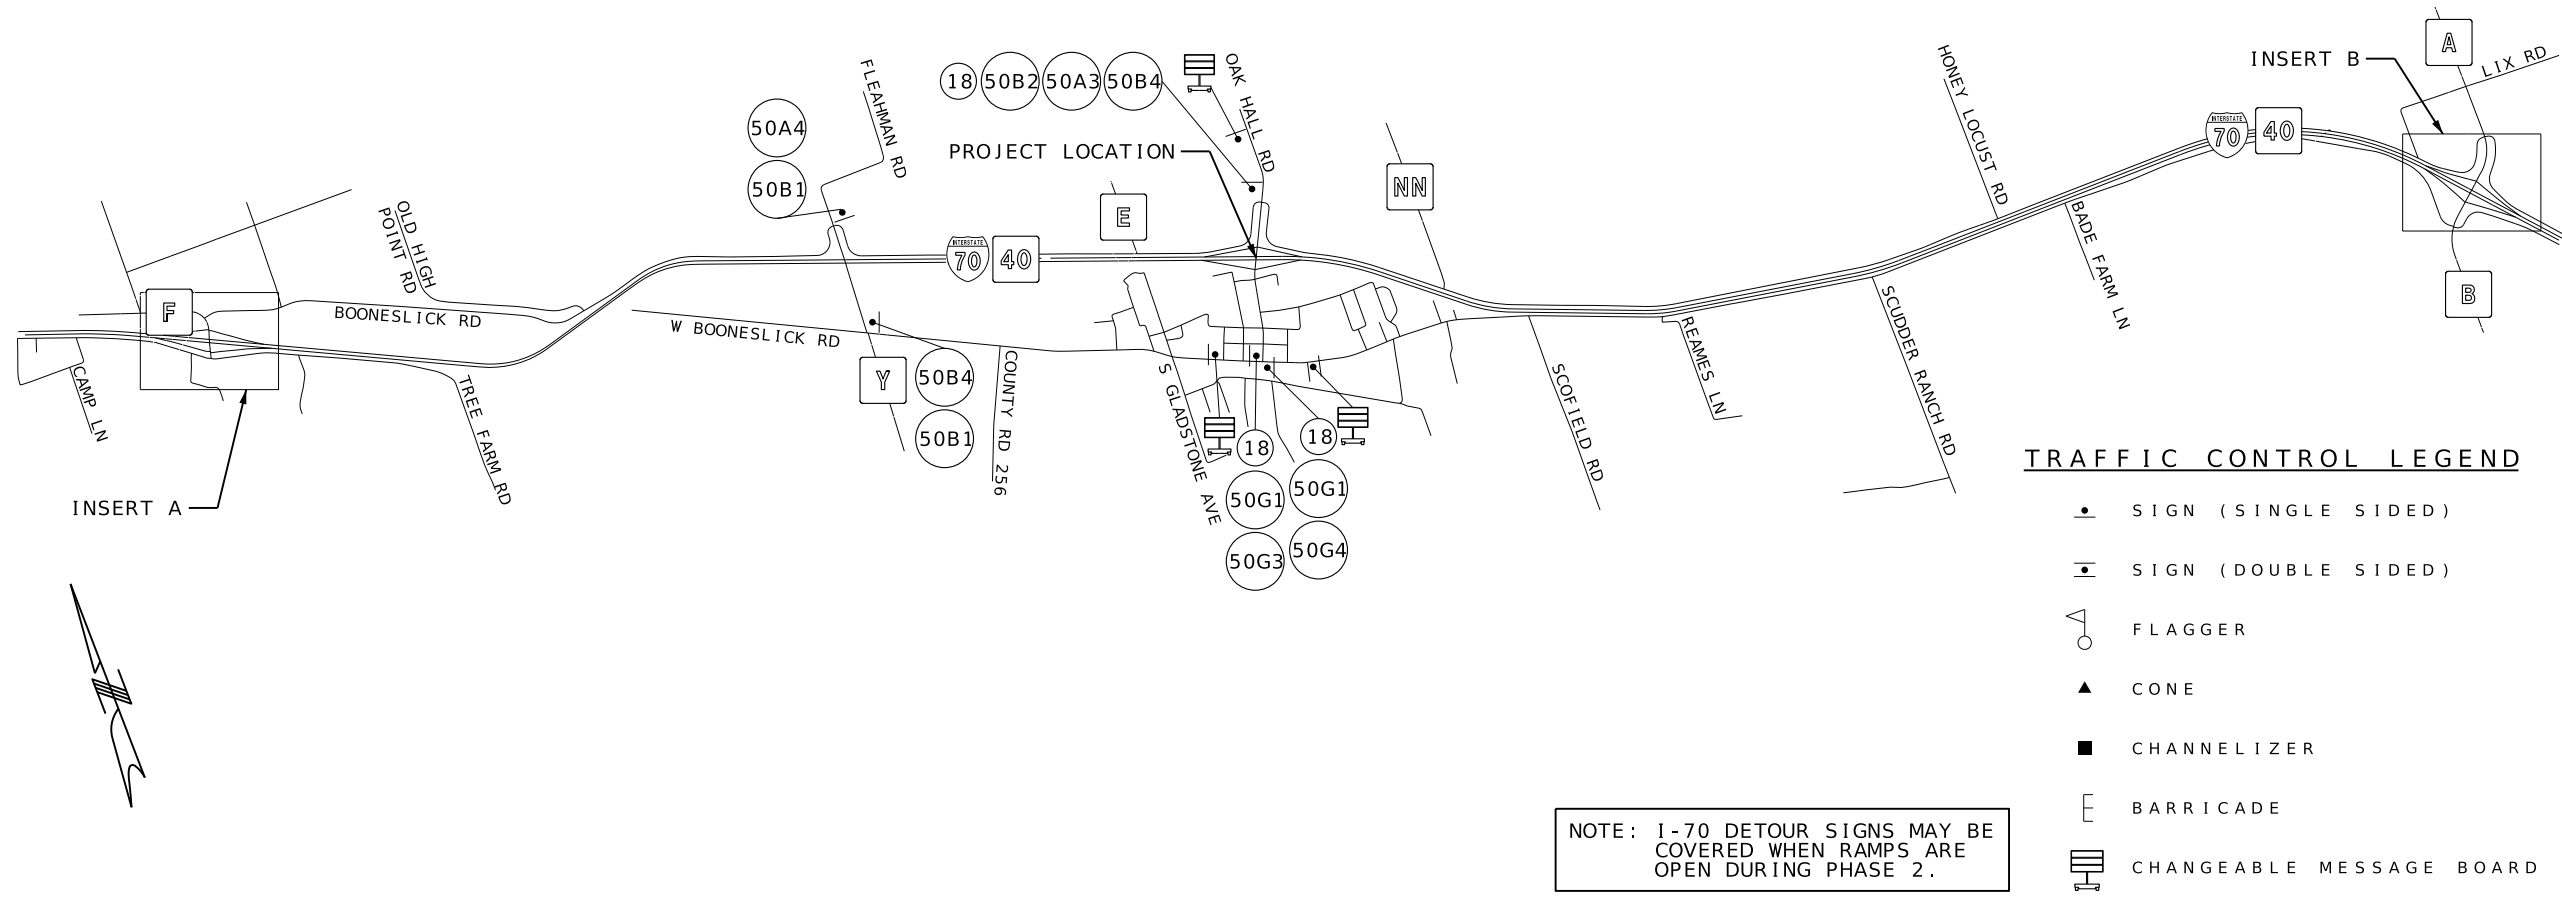 INSERT B
A
LIX RD
HONEY LOCUST RD
FLEAHMAN RD
18
50B2
50A3
50B4
OAK HALL RD
50A4
50B1
PROJECT LOCATION
INTERSTATE
70
40
NN
E
INTERSTATE
70
40
OLD HIGH
POINT RD
BADE FARM LN
B
F
BOONESLICK RD
W BOONESLICK RD
SCUDDER RANCH RD
REAMES LN
CAMP LN
TREE FARM RD
Y
50B4
50B1
COUNTY RD 256
S GLADSTONE AVE
18
50G1
50G3
18
50G1
50G4
SCOFIELD RD
INSERT A
TRAFFIC CONTROL LEGEND
SIGN (SINGLE SIDED)
SIGN (DOUBLE SIDED)
FLAGGER
CONE
CHANNELIZER
BARRICADE
CHANGEABLE MESSAGE BOARD
NOTE: I-70 DETOUR SIGNS MAY BE
COVERED WHEN RAMPS ARE
OPEN DURING PHASE 2.
N